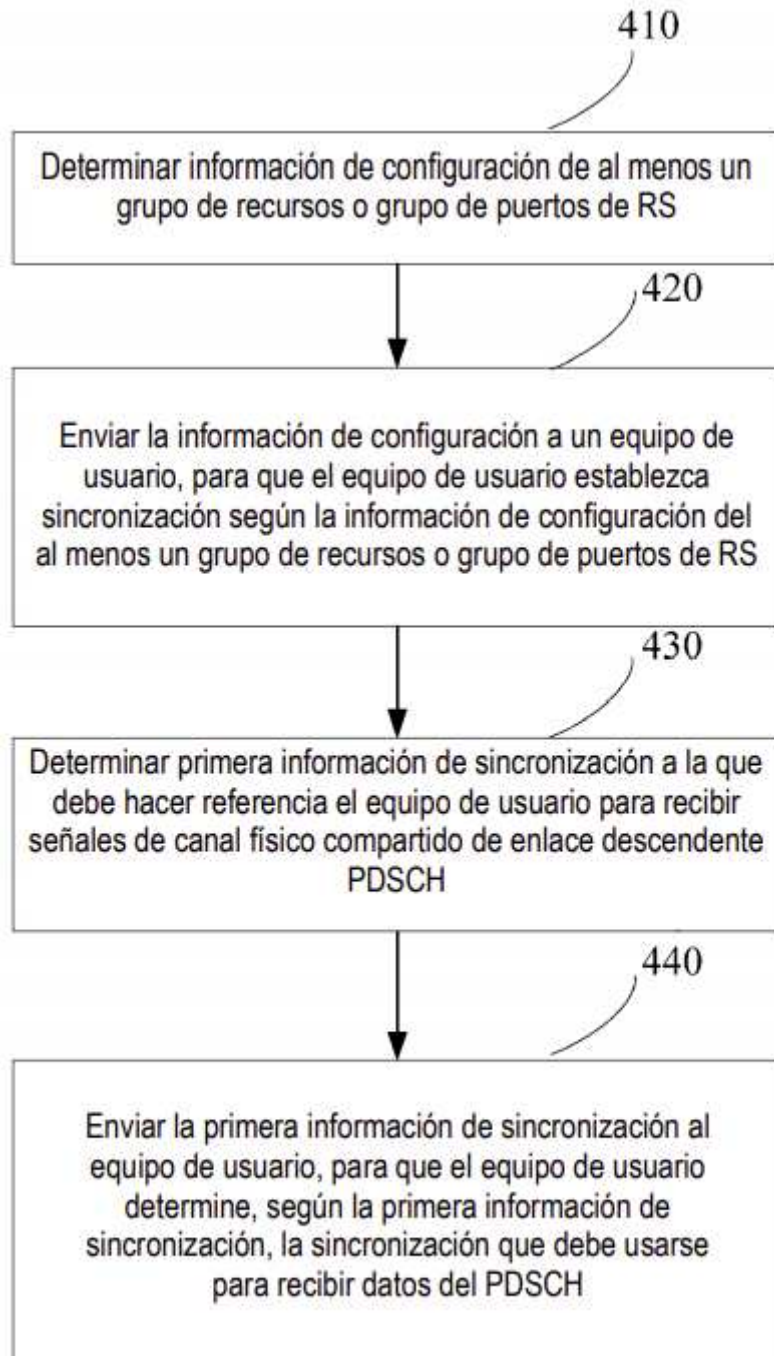 410
Determinar información de configuración de al menos un
grupo de recursos o grupo de puertos de RS
420
Enviar la información de configuración a un equipo de
usuario, para que el equipo de usuario establezca
sincronización según la información de configuración del
al menos un grupo de recursos o grupo de puertos de RS
430
Determinar primera información de sincronización a la que
debe hacer referencia el equipo de usuario para recibir
señales de canal físico compartido de enlace descendente
PDSCH
440
Enviar la primera información de sincronización al
equipo de usuario, para que el equipo de usuario
determine, según la primera información de
sincronización, la sincronización que debe usarse
para recibir datos del PDSCH